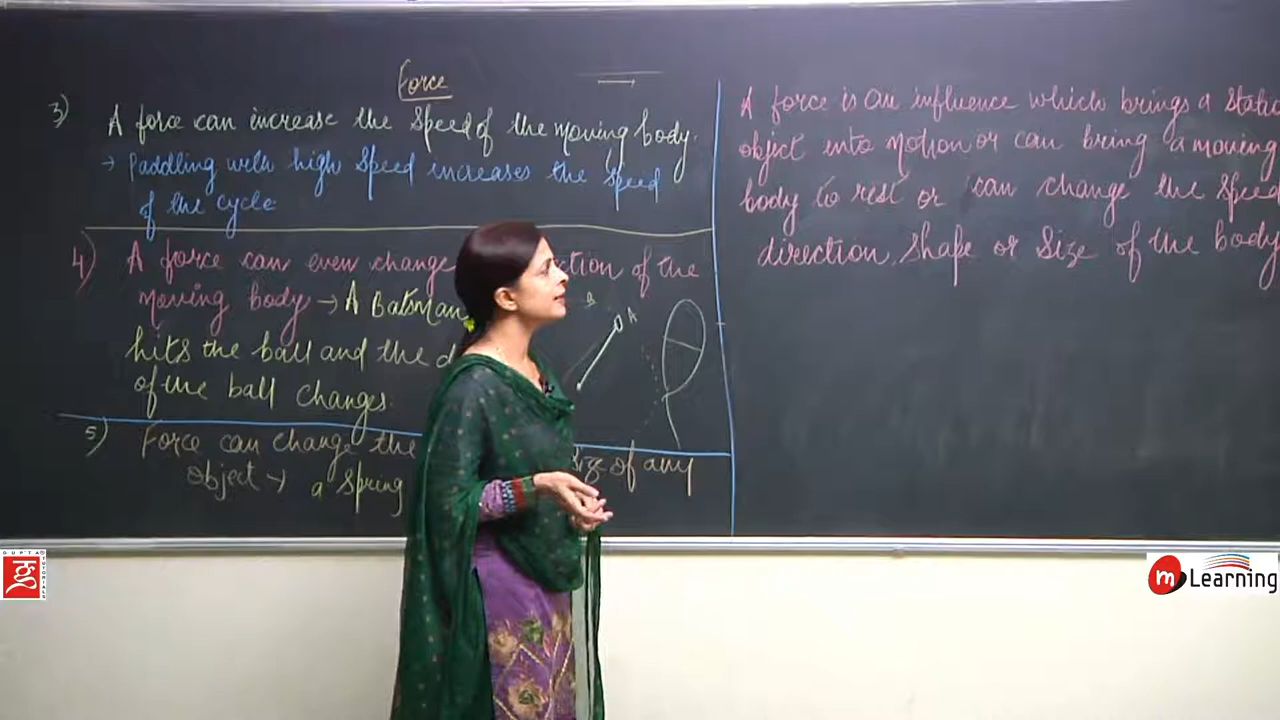 Force
3) A force can increase the Speed of the moving body.
→ Paddling with high Speed increases the speed
of the cycle
4) A force can even change ction of the
moving body → A Batsman
hits the ball and the d
of the ball changes.
B
A
5) Force can change the Size of any
object → a Spring
A force is an influence which brings a static
object into motion or can bring a moving
body to rest or can change the Speed
direction, Shape or Size of the body
GUPTA TUTORIALS
m Learning